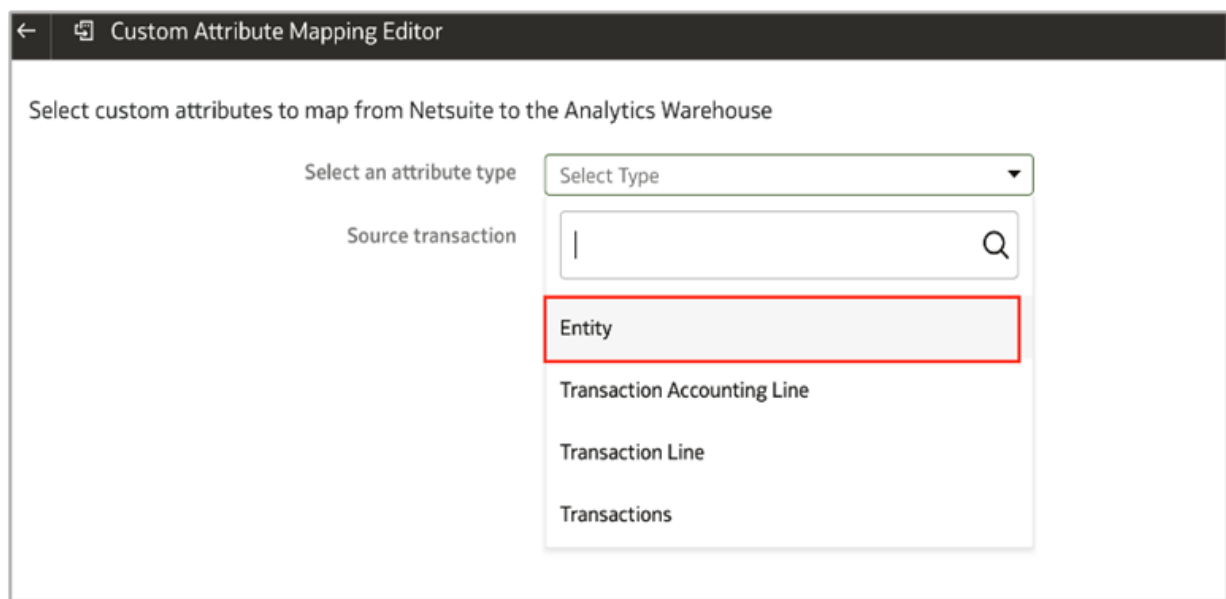 Custom Attribute Mapping Editor
Select custom attributes to map from Netsuite to the Analytics Warehouse
Select an attribute type
Select Type
Source transaction
Entity
Transaction Accounting Line
Transaction Line
Transactions